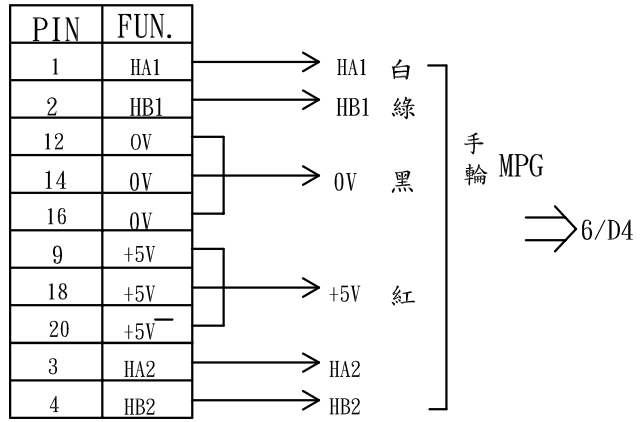 PIN FUN.
1 HA1 HA1 白
2 HB1 HB1 綠
12 0V
14 0V 0V 黑
16 0V
9 +5V
18 +5V +5V 紅
20 +5V
3 HA2 HA2
4 HB2 HB2
手輪 MPG
6/D4